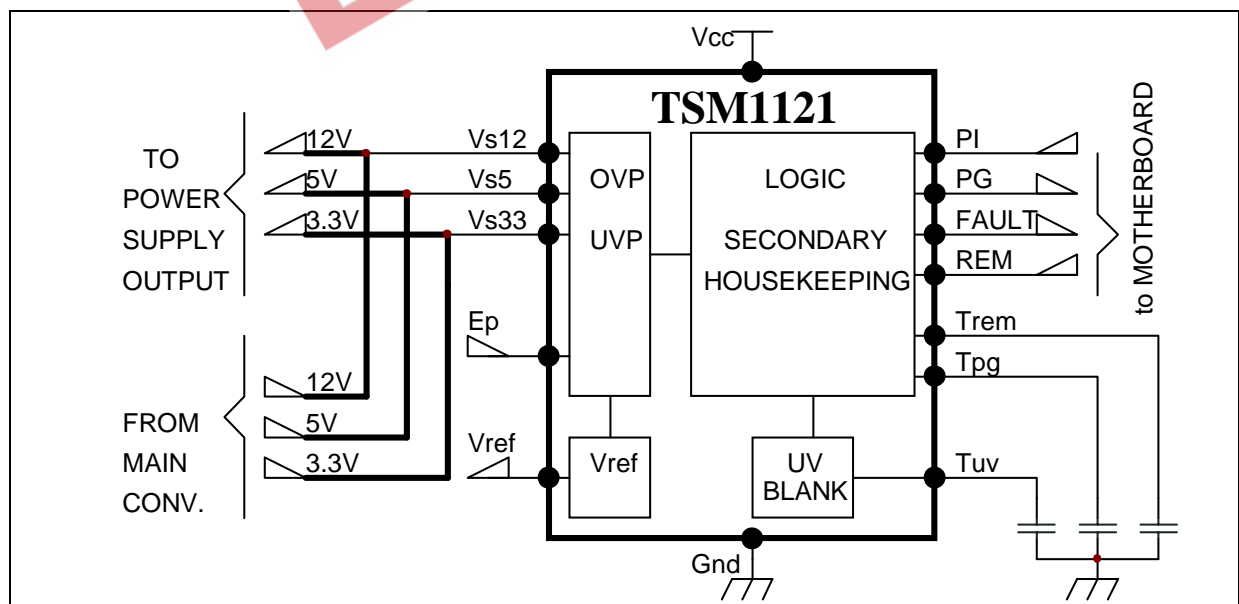 Vcc
TSM1121
TO
POWER
SUPPLY
OUTPUT
12V
5V
3.3V
Vs12
Vs5
Vs33
OVP
UVP
LOGIC
SECONDARY
HOUSEKEEPING
PI
PG
FAULT
REM
to MOTHERBOARD
Ep
Trem
Tpg
FROM
MAIN
CONV.
12V
5V
3.3V
Vref
Vref
UV
BLANK
Tuv
Gnd